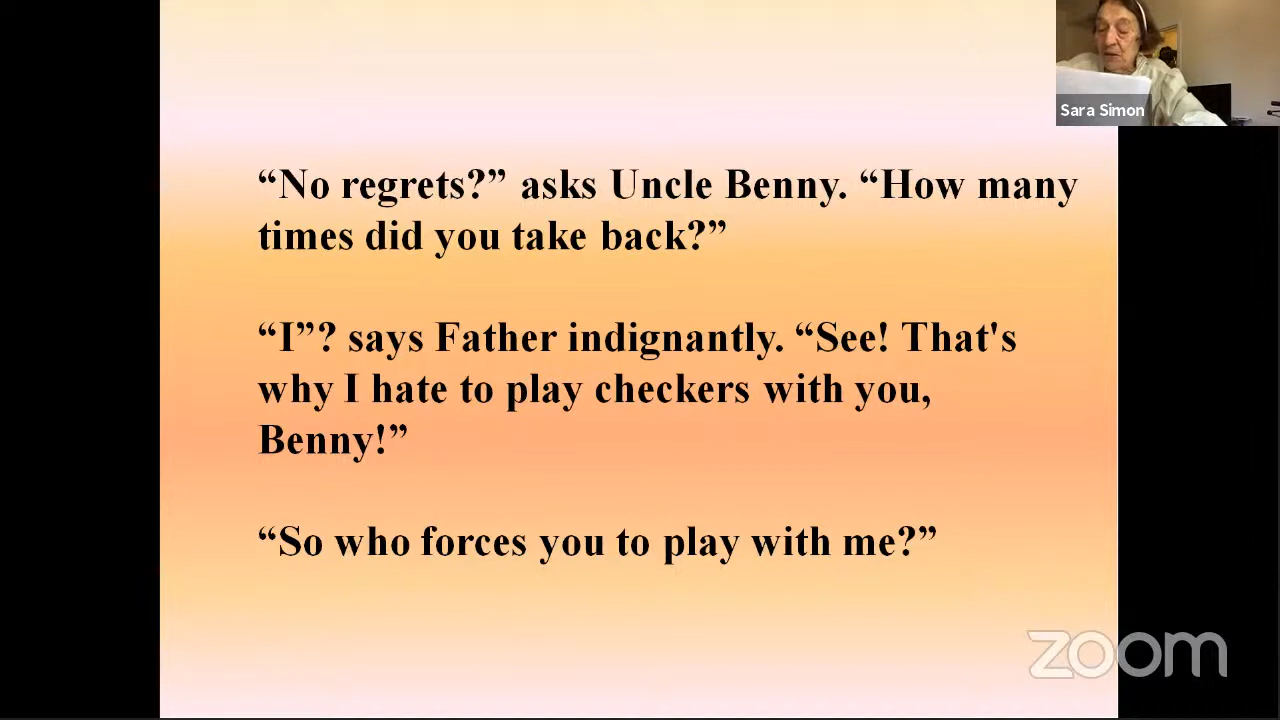 Sara Simon
“No regrets?” asks Uncle Benny. “How many
times did you take back?”
“I”? says Father indignantly. “See! That's
why I hate to play checkers with you,
Benny!”
“So who forces you to play with me?”
zoom